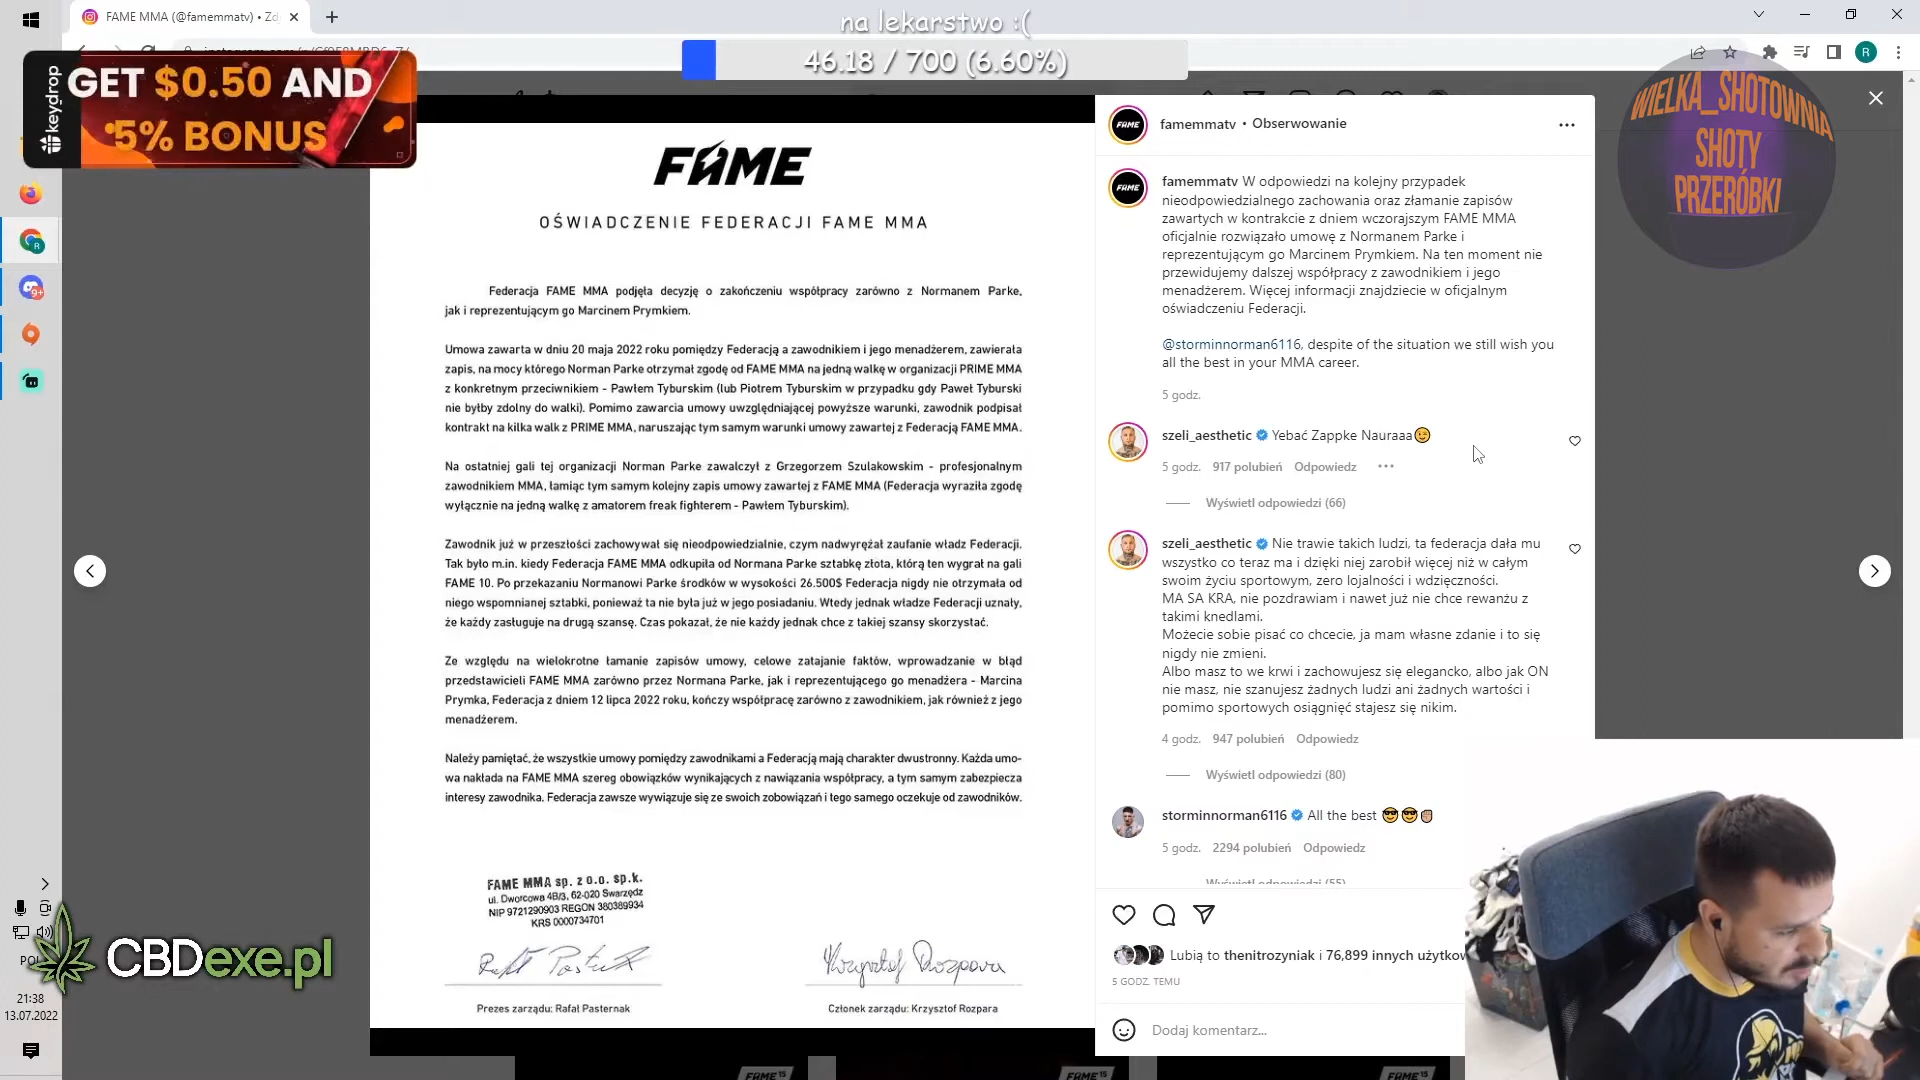 FAME MMA (@famemmatv) • Zd
na lekarstwo :(
46.18 / 700 (6.60%)
keydrop
GET $0.50 AND
5% BONUS
WIELKA_SHOTOWNIA
SHOTY
PRZERÓBKI
FAME
OŚWIADCZENIE FEDERACJI FAME MMA
Federacja FAME MMA podjęła decyzję o zakończeniu współpracy zarówno z Normanem Parke,
jak i reprezentującym go Marcinem Prymkiem.
Umowa zawarta w dniu 20 maja 2022 roku pomiędzy Federacją a zawodnikiem i jego menadżerem, zawierała
zapis, na mocy którego Norman Parke otrzymał zgodę od FAME MMA na jedną walkę w organizacji PRIME MMA
z konkretnym przeciwnikiem - Pawłem Tyburskim (lub Piotrem Tyburskim w przypadku gdy Paweł Tyburski
nie byłby zdolny do walki). Pomimo zawarcia umowy uwzględniającej powyższe warunki, zawodnik podpisał
kontrakt na kilka walk z PRIME MMA, naruszając tym samym warunki umowy zawartej z Federacją FAME MMA.
Na ostatniej gali tej organizacji Norman Parke zawalczył z Grzegorzem Szulakowskim - profesjonalnym
zawodnikiem MMA, łamiąc tym samym kolejny zapis umowy zawartej z FAME MMA (Federacja wyraziła zgodę
wyłącznie na jedną walkę z amatorem freak fighterem - Pawłem Tyburskim).
Zawodnik już w przeszłości zachowywał się nieodpowiedzialnie, czym nadwyrężał zaufanie władz Federacji.
Tak było m.in. kiedy Federacja FAME MMA odkupiła od Normana Parke sztabkę złota, którą ten wygrał na gali
FAME 10. Po przekazaniu Normanowi Parke środków w wysokości 26.500$ Federacja nigdy nie otrzymała od
niego wspomnianej sztabki, ponieważ ta nie była już w jego posiadaniu. Wtedy jednak władze Federacji uznały,
że każdy zasługuje na drugą szansę. Czas pokazał, że nie każdy jednak chce z takiej szansy skorzystać.
Ze względu na wielokrotne łamanie zapisów umowy, celowe zatajanie faktów, wprowadzanie w błąd
przedstawicieli FAME MMA zarówno przez Normana Parke, jak i reprezentującego go menadżera - Marcina
Prymka, Federacja z dniem 12 lipca 2022 roku, kończy współpracę zarówno z zawodnikiem, jak również z jego
menadżerem.
Należy pamiętać, że wszystkie umowy pomiędzy zawodnikami a Federacją mają charakter dwustronny. Każda umo-
wa nakłada na FAME MMA szereg obowiązków wynikających z nawiązania współpracy, a tym samym zabezpiecza
interesy zawodnika. Federacja zawsze wywiązuje się ze swoich zobowiązań i tego samego oczekuje od zawodników.
FAME MMA sp. z o.o. sp.k.
ul. Dworcowa 4B/3, 62-020 Swarzędz
NIP 9721290903 REGON 380389934
KRS 0000734701
Prezes zarządu: Rafał Pasternak
Członek zarządu: Krzysztof Rozpara
famemmatv • Obserwowanie
famemmatv W odpowiedzi na kolejny przypadek
nieodpowiedzialnego zachowania oraz złamanie zapisów
zawartych w kontrakcie z dniem wczorajszym FAME MMA
oficjalnie rozwiązało umowę z Normanem Parke i
reprezentującym go Marcinem Prymkiem. Na ten moment nie
przewidujemy dalszej współpracy z zawodnikiem i jego
menadżerem. Więcej informacji znajdziecie w oficjalnym
oświadczeniu Federacji.
@storminnorman6116, despite of the situation we still wish you
all the best in your MMA career.
5 godz.
szeli_aesthetic Yebać Zappke Nauraaa😉
5 godz. 917 polubień Odpowiedz
Wyświetl odpowiedzi (66)
szeli_aesthetic Nie trawie takich ludzi, ta federacja dała mu
wszystko co teraz ma i dzięki niej zarobił więcej niż w całym
swoim życiu sportowym, zero lojalności i wdzięczności.
MA SA KRA, nie pozdrawiam i nawet już nie chce rewanżu z
takimi knedlami.
Możecie sobie pisać co chcecie, ja mam własne zdanie i to się
nigdy nie zmieni.
Albo masz to we krwi i zachowujesz się elegancko, albo jak ON
nie masz, nie szanujesz żadnych ludzi ani żadnych wartości i
pomimo sportowych osiągnięć stajesz się nikim.
4 godz. 947 polubień Odpowiedz
Wyświetl odpowiedzi (80)
storminnorman6116 All the best 😎😎✊🏽
5 godz. 2294 polubień Odpowiedz
Wyświetl odpowiedzi (55)
Lubią to thenitrozyniak i 76,899 innych użytkow
5 GODZ. TEMU
Dodaj komentarz...
CBDexe.pl
21:38
13.07.2022
FAME 15
FAME 15
FAME 15